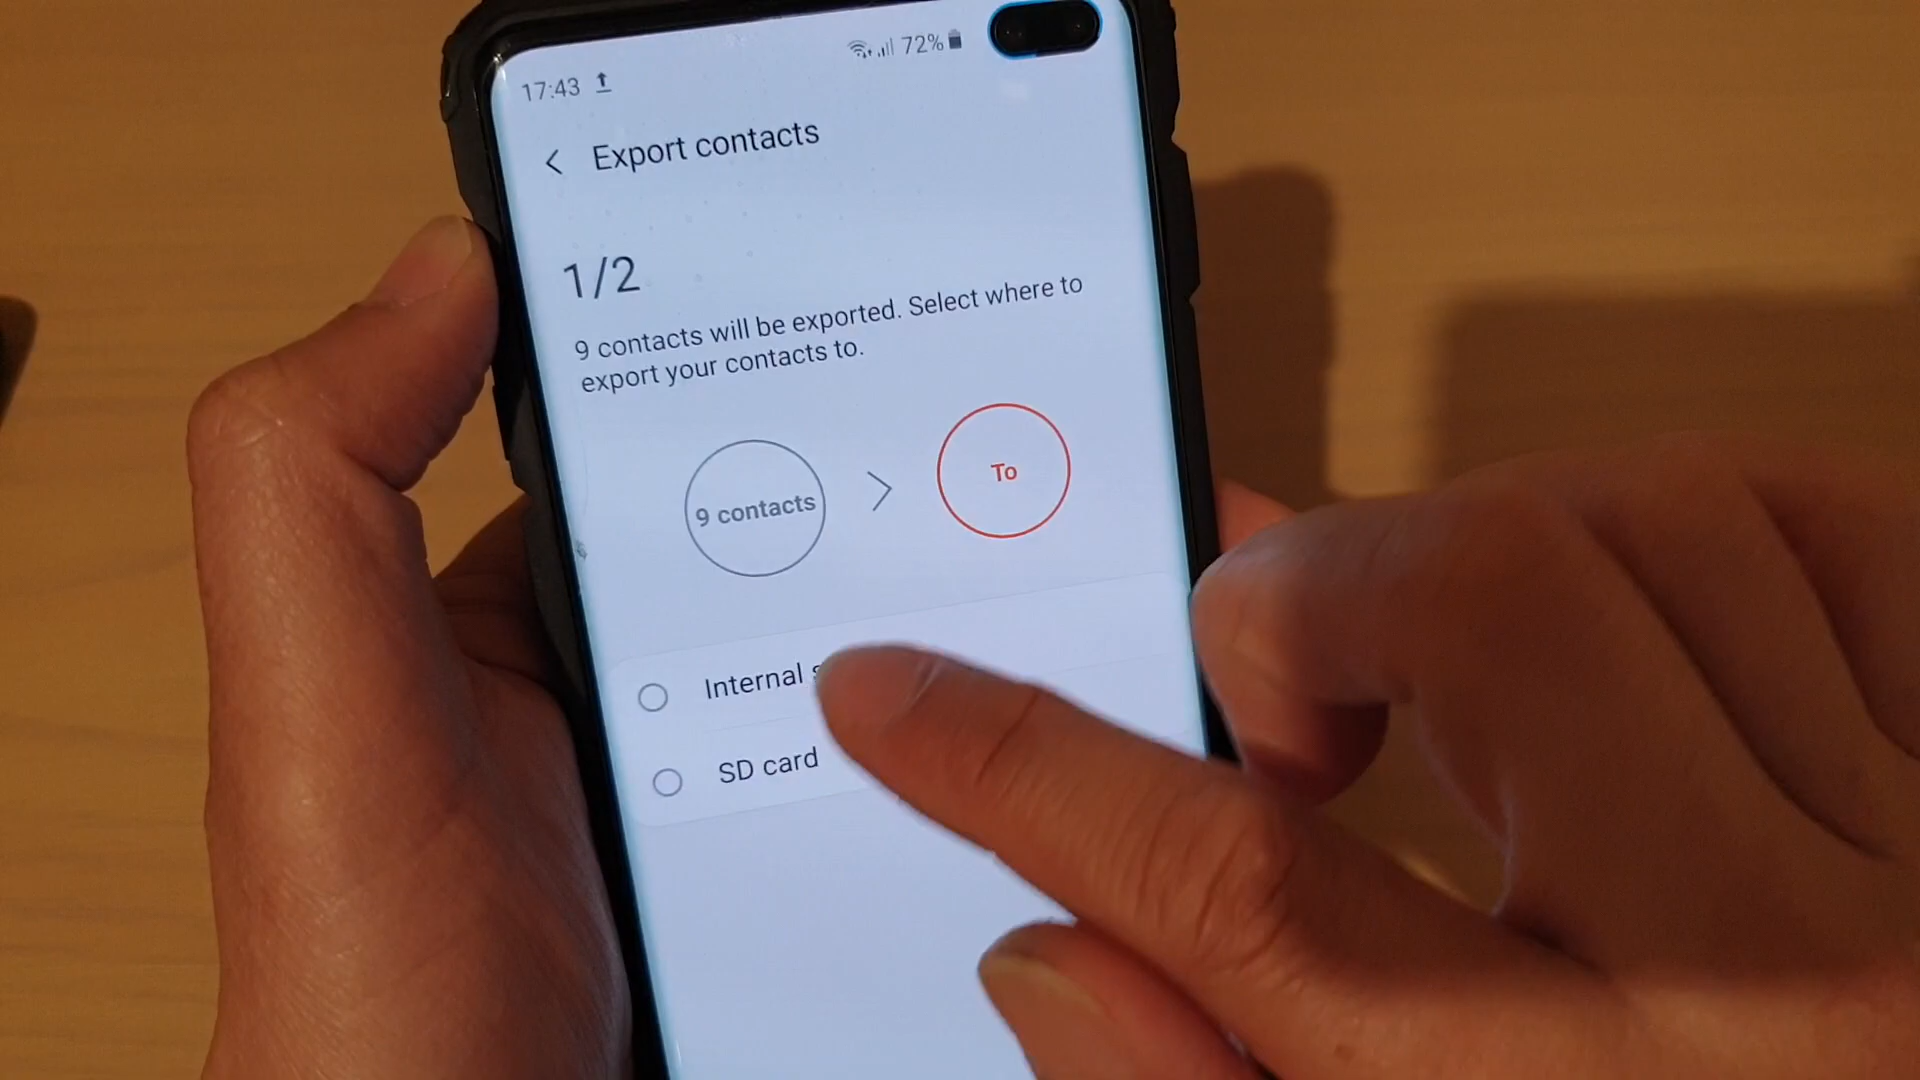 17:43
72%
Export contacts
1/2
9 contacts will be exported. Select where to
export your contacts to.
9 contacts
To
Internal
SD card